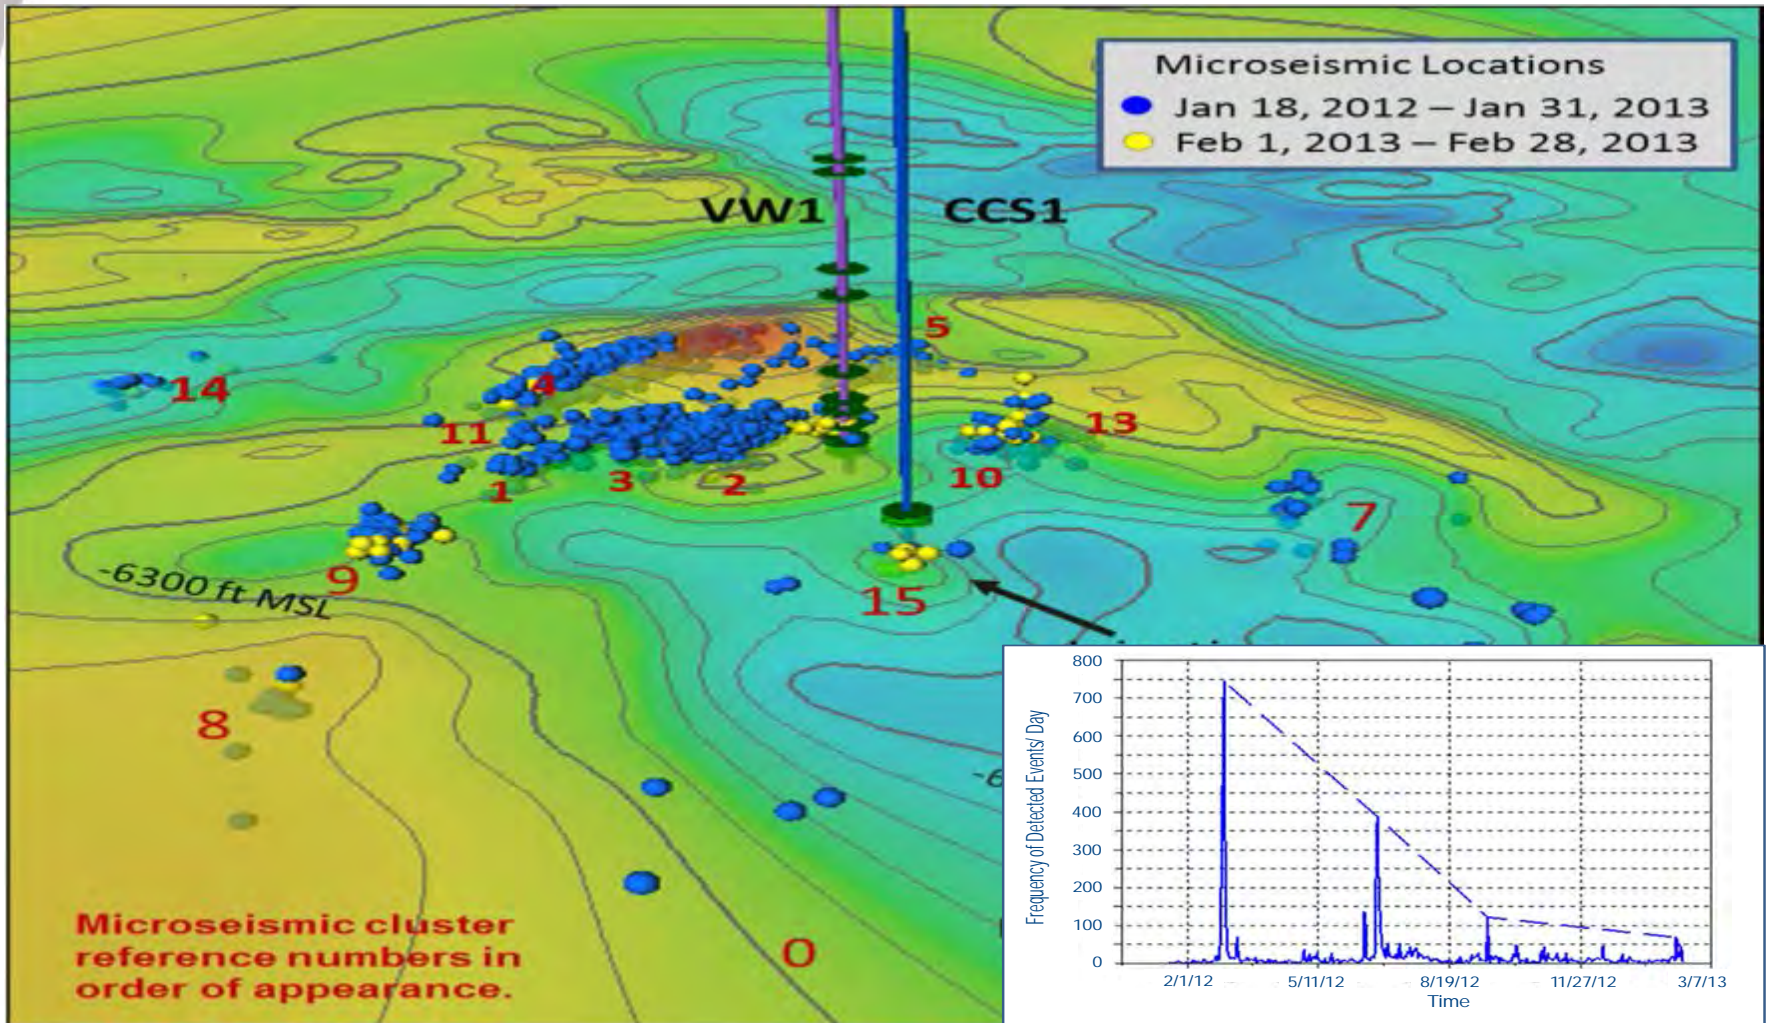 Microseismic Locations
Jan 18, 2012 – Jan 31, 2013
Feb 1, 2013 – Feb 28, 2013
VW1
CCS1
5
14
4
11
13
1
3
2
10
7
9
-6300 ft MSL
15
8
0
-6
Microseismic cluster
reference numbers in
order of appearance.
Frequency of Detected Events/ Day
800
700
600
500
400
300
200
100
0
2/1/12
5/11/12
8/19/12
11/27/12
3/7/13
Time